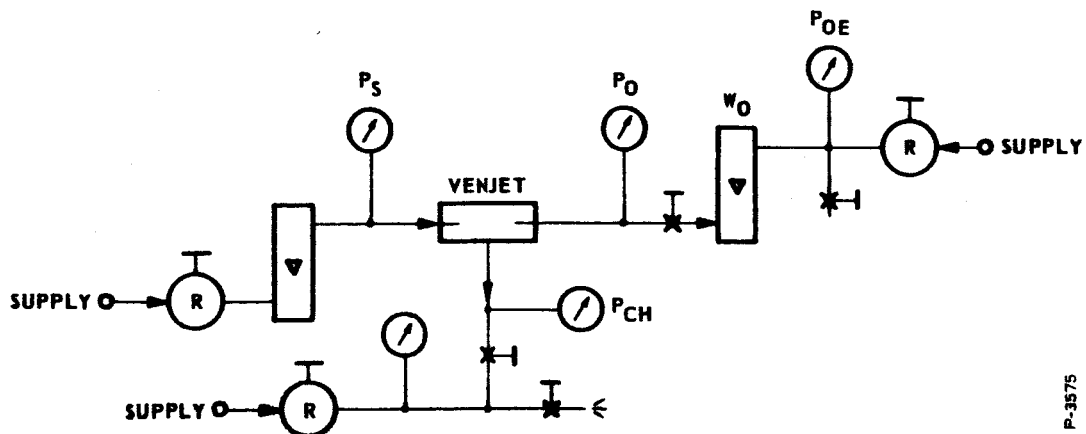 P_OE
P_S
P_O
W_O
R
SUPPLY
VENJET
SUPPLY
R
P_CH
SUPPLY
R
P-3575